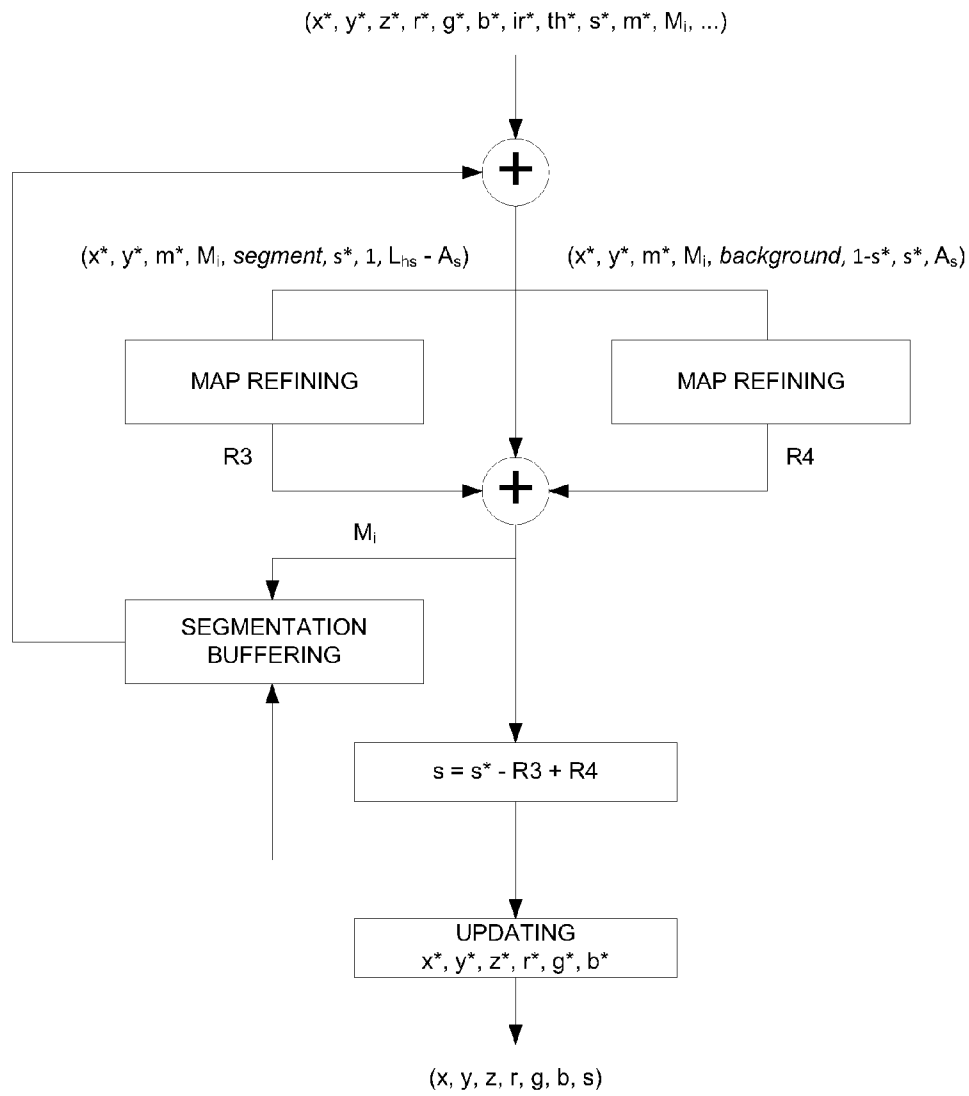 (x*, y*, z*, r*, g*, b*, ir*, th*, s*, m*, Mᵢ, ...)
+
(x*, y*, m*, Mᵢ, segment, s*, 1, Lₕₛ - Aₛ)
(x*, y*, m*, Mᵢ, background, 1-s*, s*, Aₛ)
MAP REFINING
MAP REFINING
R3
R4
+
Mᵢ
SEGMENTATION
BUFFERING
s = s* - R3 + R4
UPDATING
x*, y*, z*, r*, g*, b*
(x, y, z, r, g, b, s)